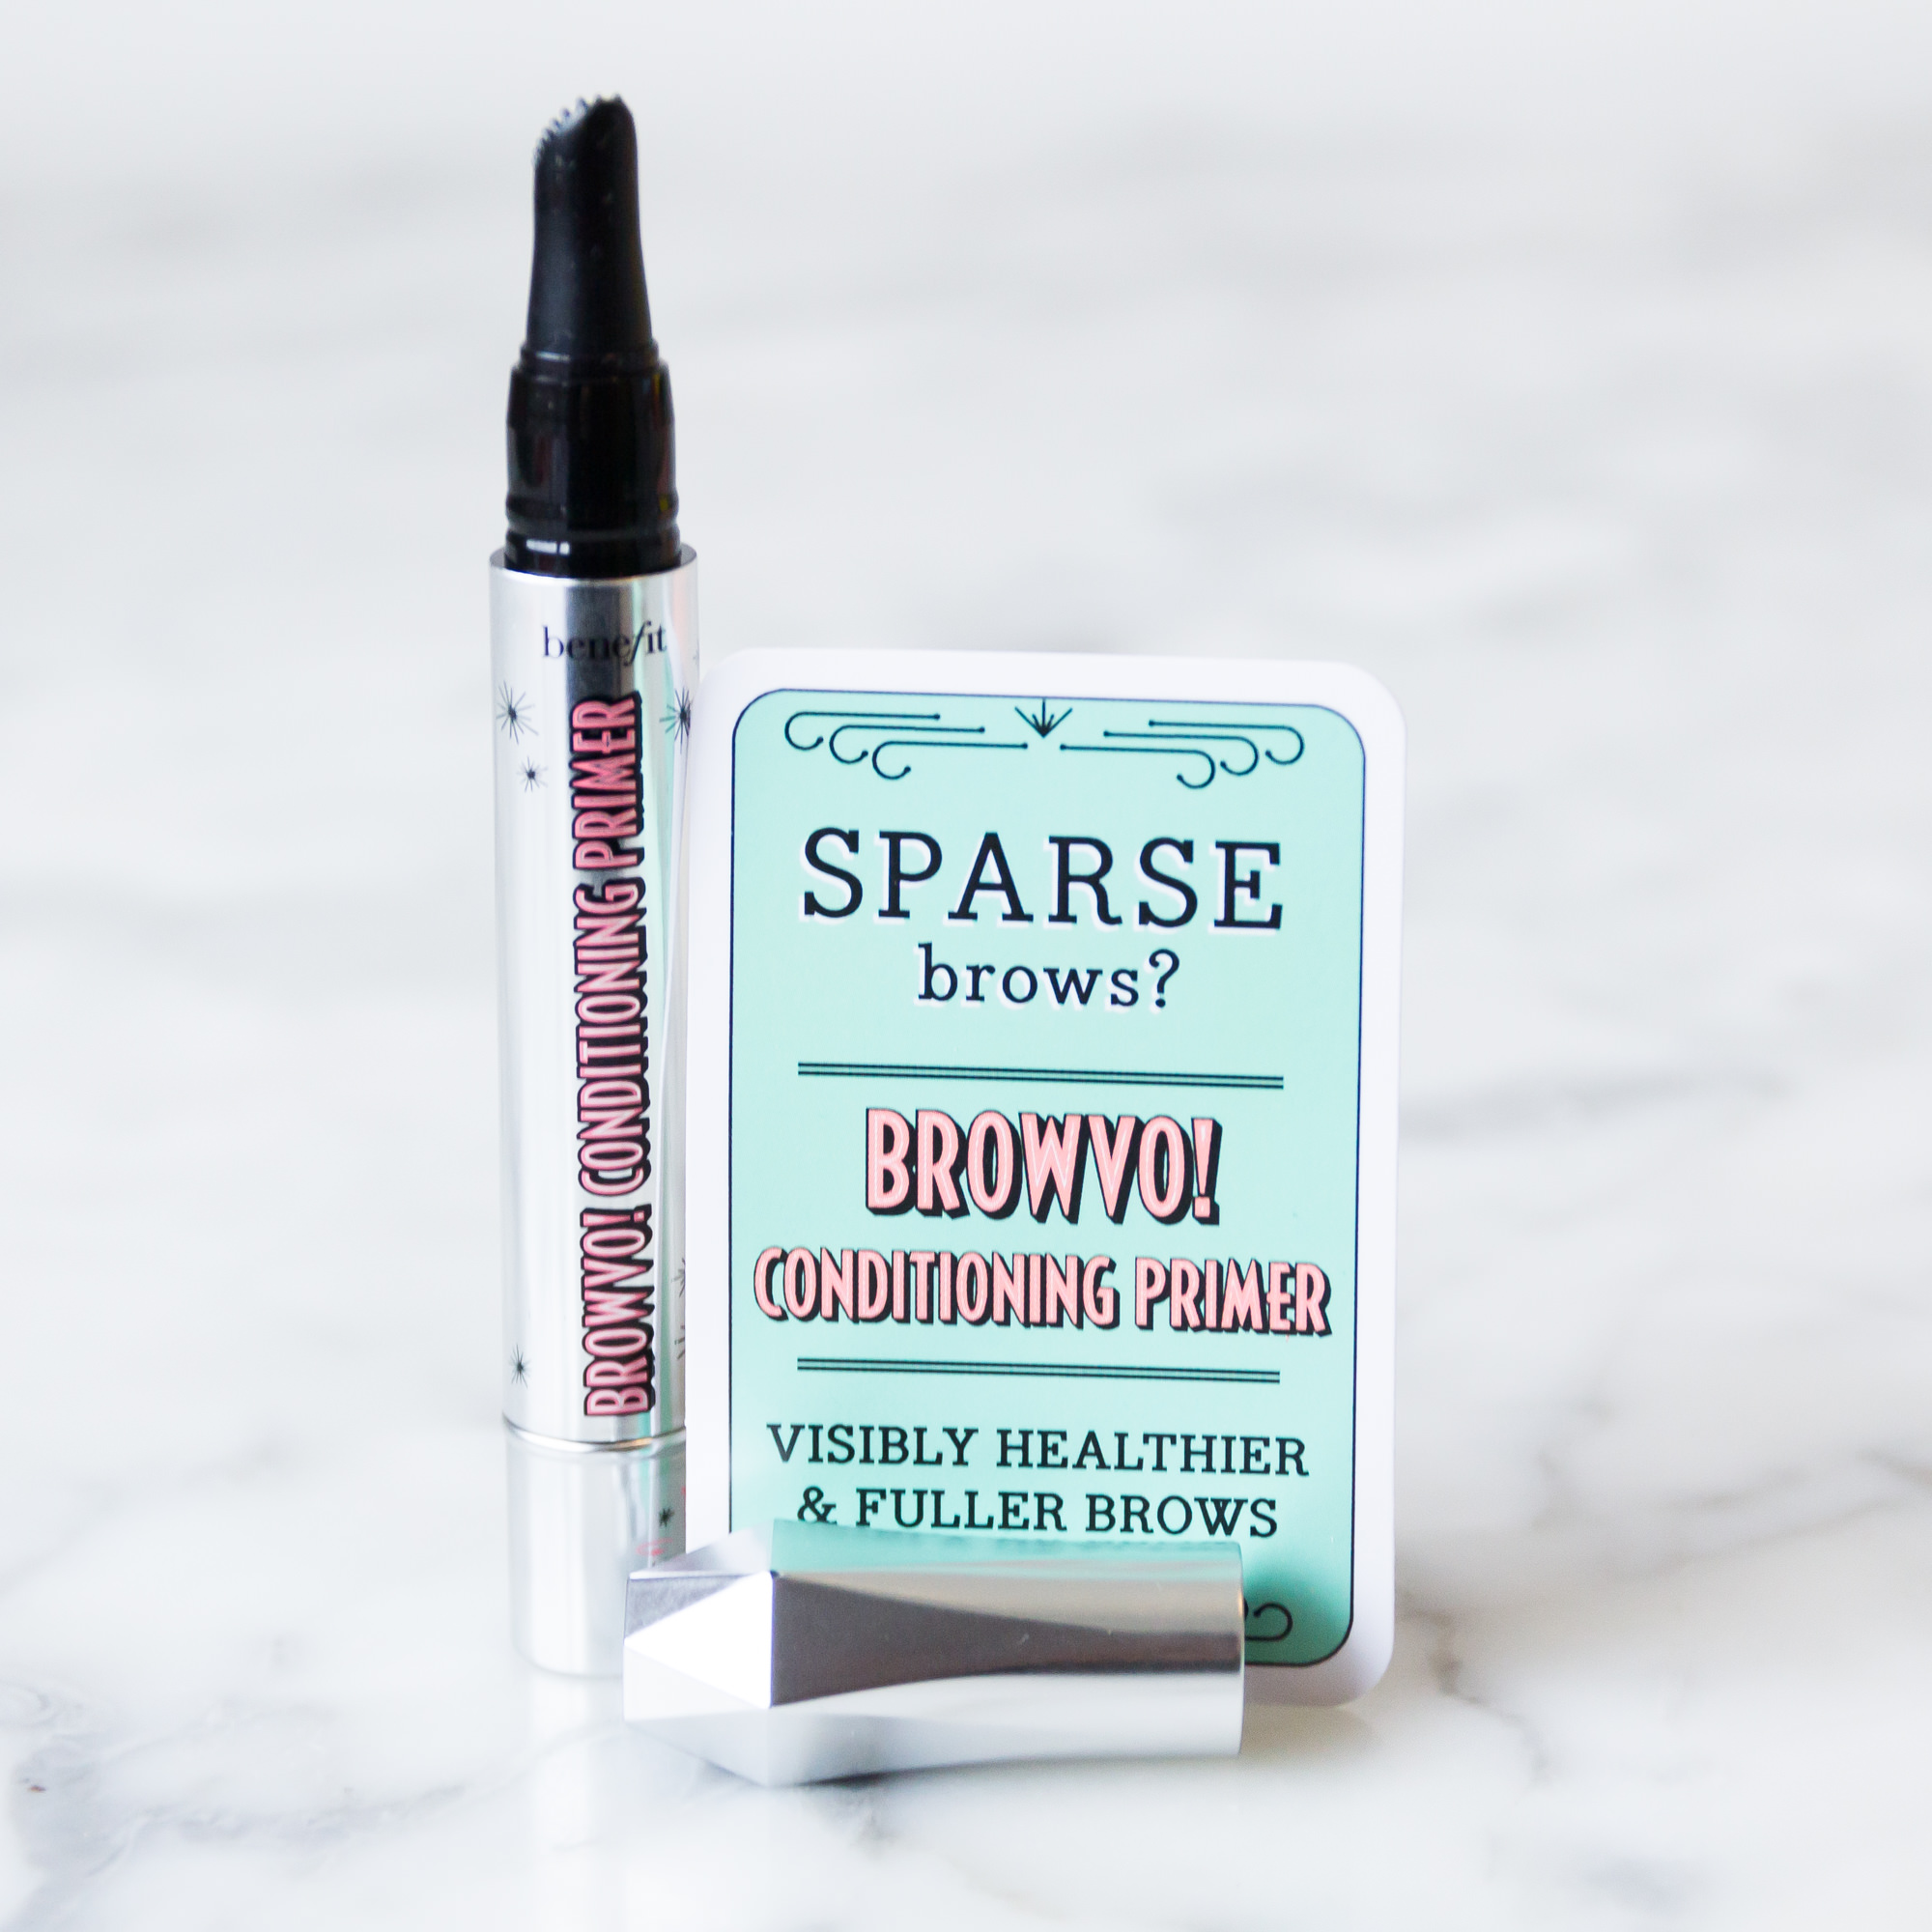 benefit
BROWVO! CONDITIONING PRIMER
SPARSE
brows?
BROWVO!
CONDITIONING PRIMER
VISIBLY HEALTHIER
& FULLER BROWS